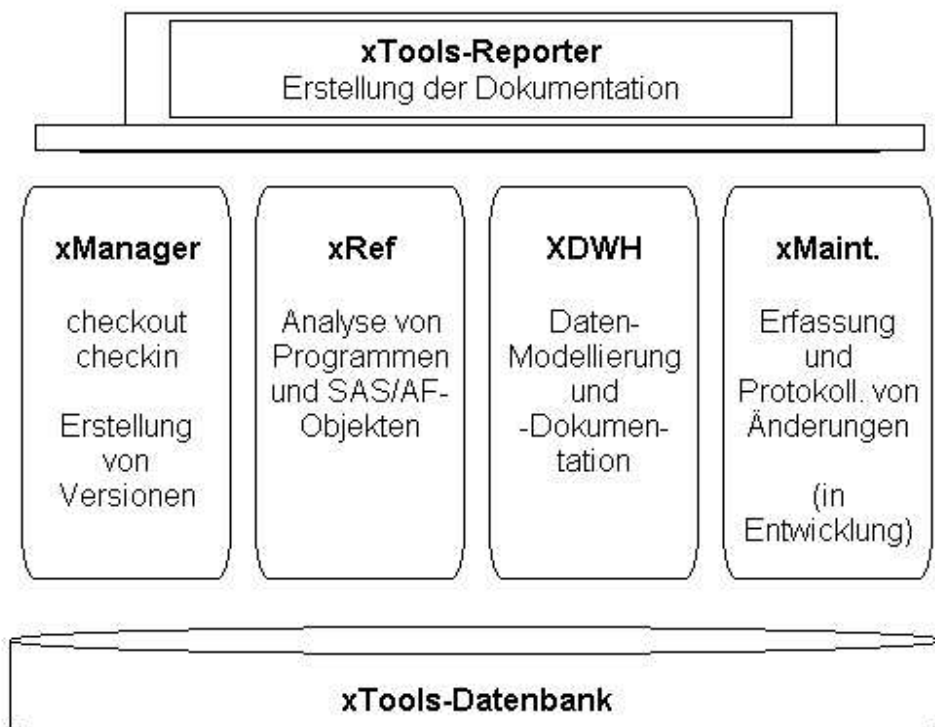 xTools-Reporter
Erstellung der Dokumentation
xManager
checkout
checkin
Erstellung
von
Versionen
xRef
Analyse von
Programmen
und SAS/AF-
Objekten
XDWH
Daten-
Modellierung
und
-Dokumen-
tation
xMaint.
Erfassung
und
Protokoll. von
Änderungen
(in
Entwicklung)
xTools-Datenbank